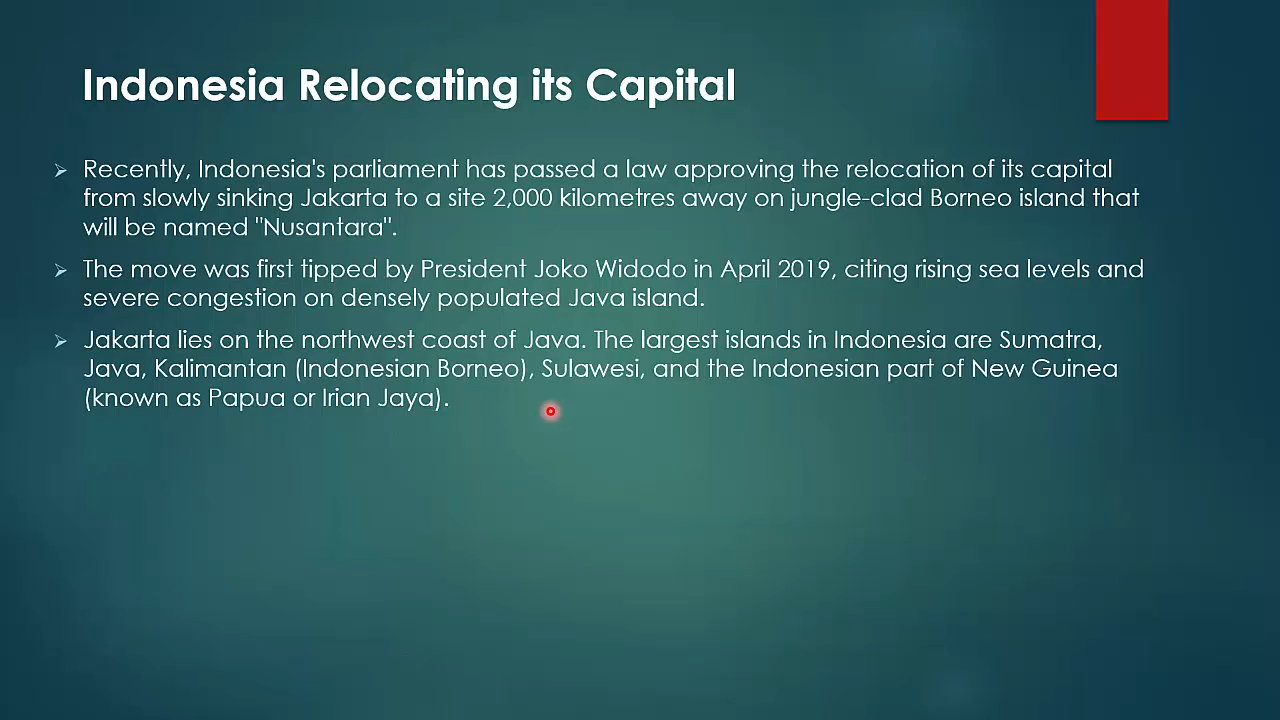 Indonesia Relocating its Capital
Recently, Indonesia's parliament has passed a law approving the relocation of its capital
from slowly sinking Jakarta to a site 2,000 kilometres away on jungle-clad Borneo island that
will be named "Nusantara".
The move was first tipped by President Joko Widodo in April 2019, citing rising sea levels and
severe congestion on densely populated Java island.
Jakarta lies on the northwest coast of Java. The largest islands in Indonesia are Sumatra,
Java, Kalimantan (Indonesian Borneo), Sulawesi, and the Indonesian part of New Guinea
(known as Papua or Irian Jaya).